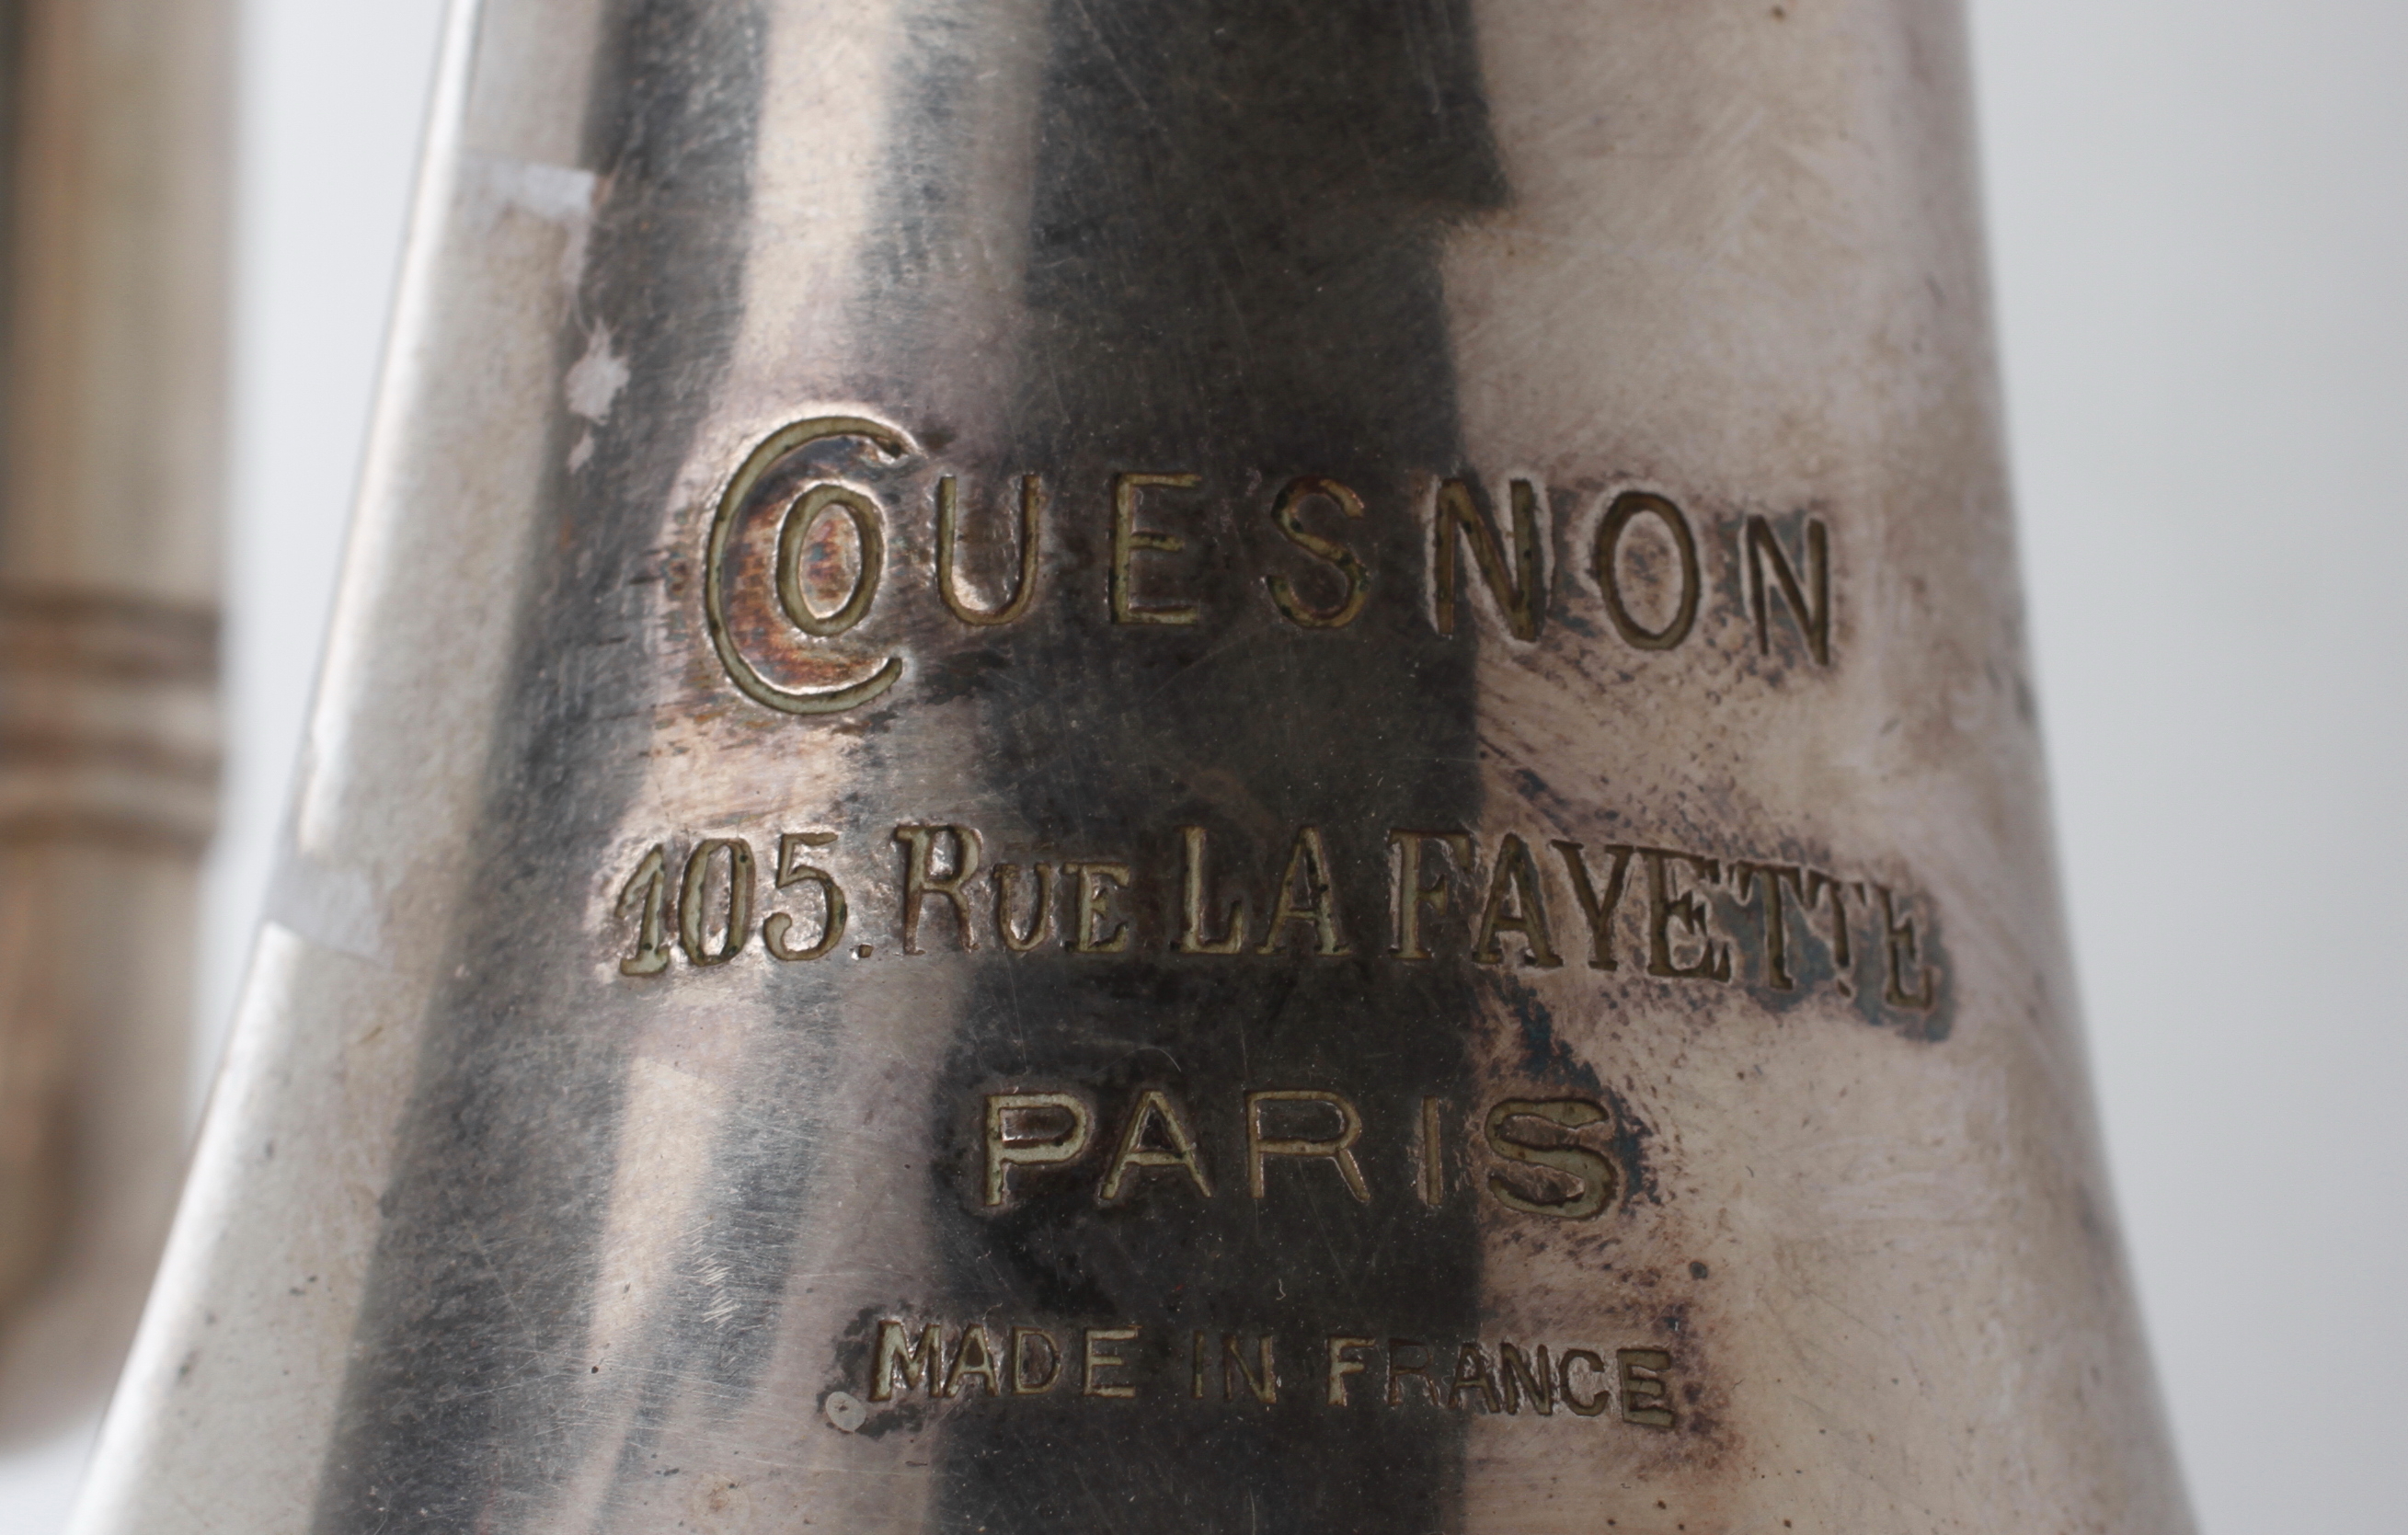 COUESNON
105. RUE LA FAYETTE
PARIS
MADE IN FRANCE